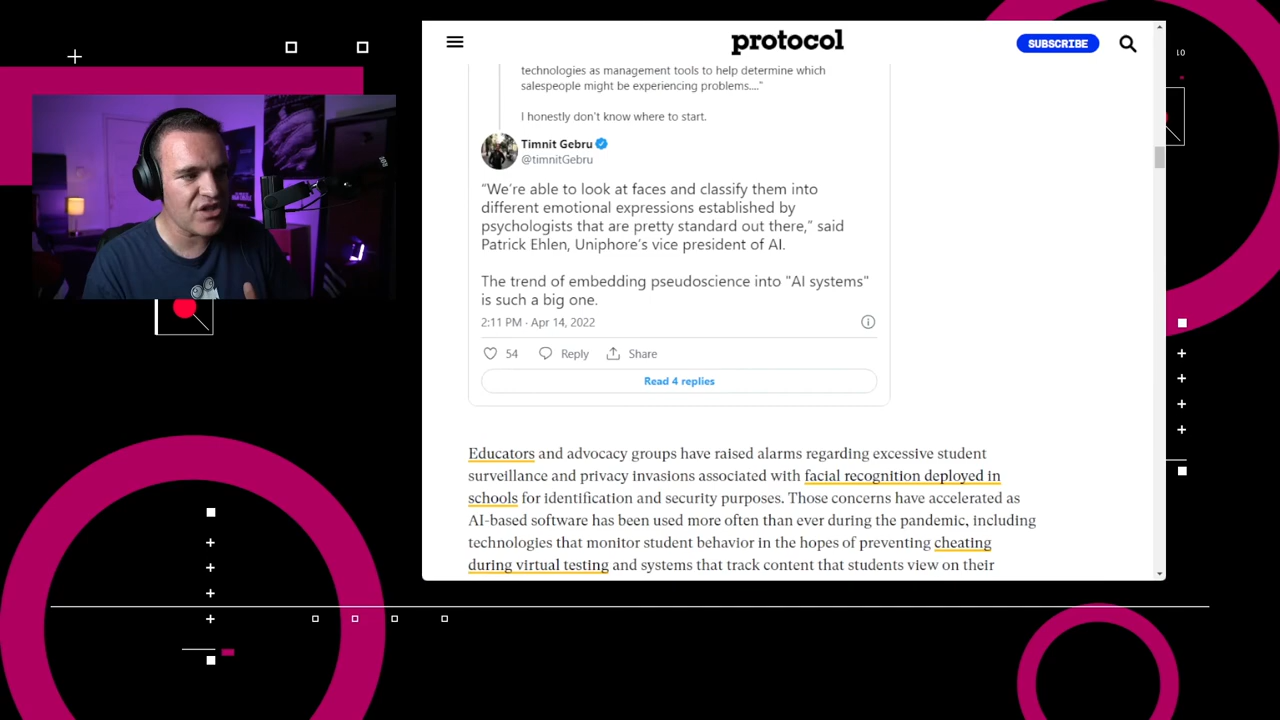 protocol
SUBSCRIBE
technologies as management tools to help determine which
salespeople might be experiencing problems...."
I honestly don't know where to start.
Timnit Gebru
@timnitGebru
"We're able to look at faces and classify them into
different emotional expressions established by
psychologists that are pretty standard out there," said
Patrick Ehlen, Uniphore's vice president of AI.
The trend of embedding pseudoscience into "AI systems"
is such a big one.
2:11 PM · Apr 14, 2022
54 Reply Share
Read 4 replies
Educators and advocacy groups have raised alarms regarding excessive student
surveillance and privacy invasions associated with facial recognition deployed in
schools for identification and security purposes. Those concerns have accelerated as
AI-based software has been used more often than ever during the pandemic, including
technologies that monitor student behavior in the hopes of preventing cheating
during virtual testing and systems that track content that students view on their